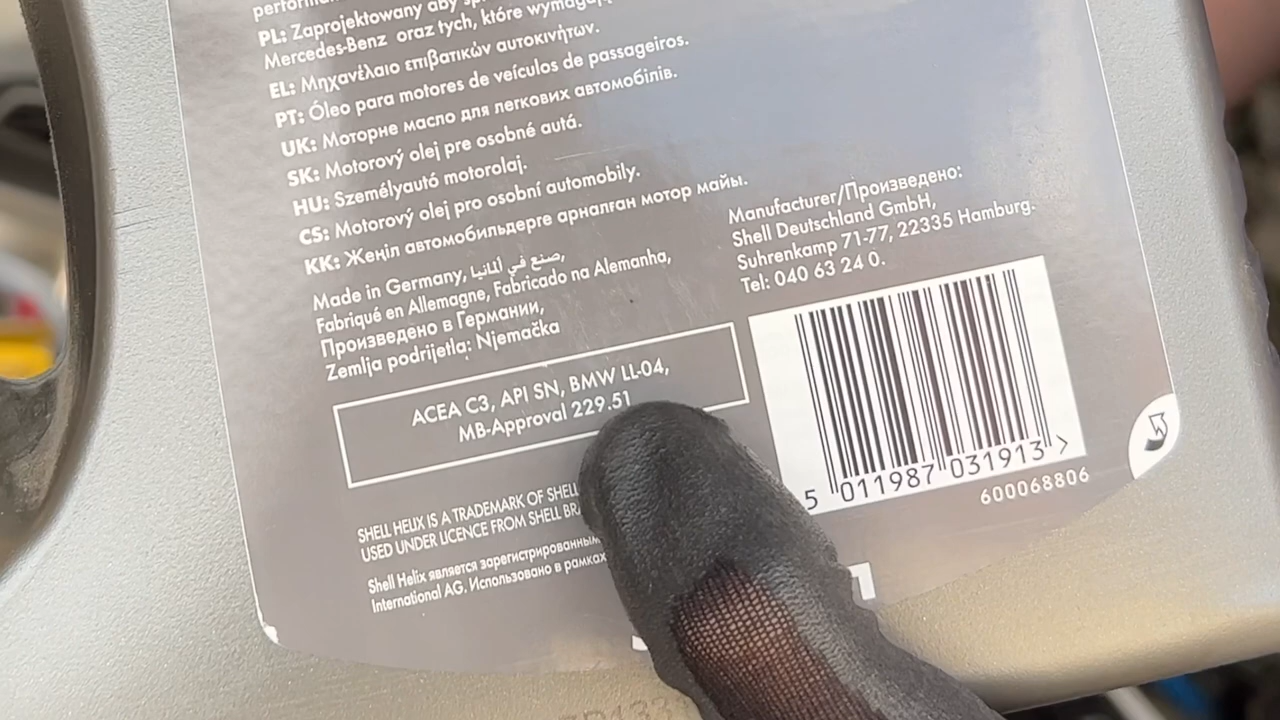 PL: Zaprojektowany aby
Mercedes-Benz oraz tych, które
EL: Μηχανέλαιο επιβατικών αυτοκινήτων.
PT: Óleo para motores de veículos de passageiros.
UK: Моторне масло для легкових автомобілів.
SK: Motorový olej pre osobné autá.
HU: Személyautó motorolaj.
CS: Motorový olej pro osobní automobily.
KK: Жеңіл автомобильдерге арналған мотор майы.
Made in Germany, صنع في ألمانيا,
Fabriqué en Allemagne, Fabricado na Alemanha,
Произведено в Германии,
Zemlja podrijetla: Njemačka
Manufacturer/Произведено:
Shell Deutschland GmbH,
Suhrenkamp 71-77, 22335 Hamburg.
Tel: 040 63 24 0.
ACEA C3, API SN, BMW LL-04,
MB-Approval 229.51
5 011987 031913 >
600068806
SHELL HELIX IS A TRADEMARK OF SHELL
USED UNDER LICENCE FROM SHELL
Shell Helix является зарегистрированным
International AG. Использовано в рамках